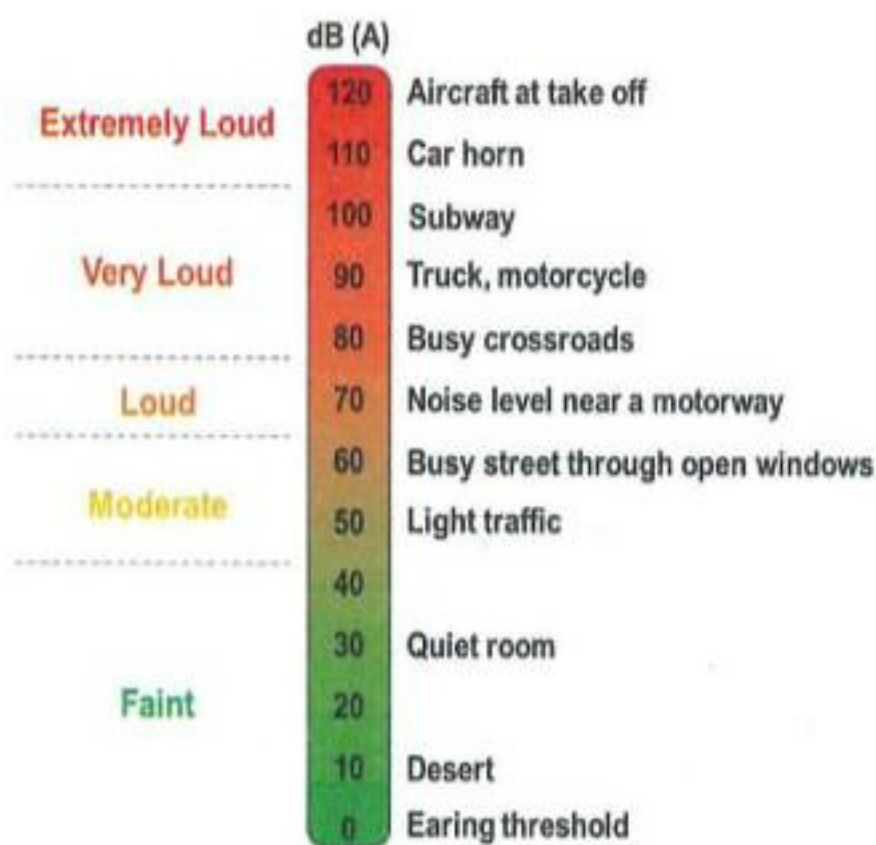 dB (A)
120 Aircraft at take off
Extremely Loud
110 Car horn
100 Subway
Very Loud
90 Truck, motorcycle
80 Busy crossroads
Loud
70 Noise level near a motorway
60 Busy street through open windows
Moderate
50 Light traffic
40
30 Quiet room
Faint
20
10 Desert
0 Earing threshold